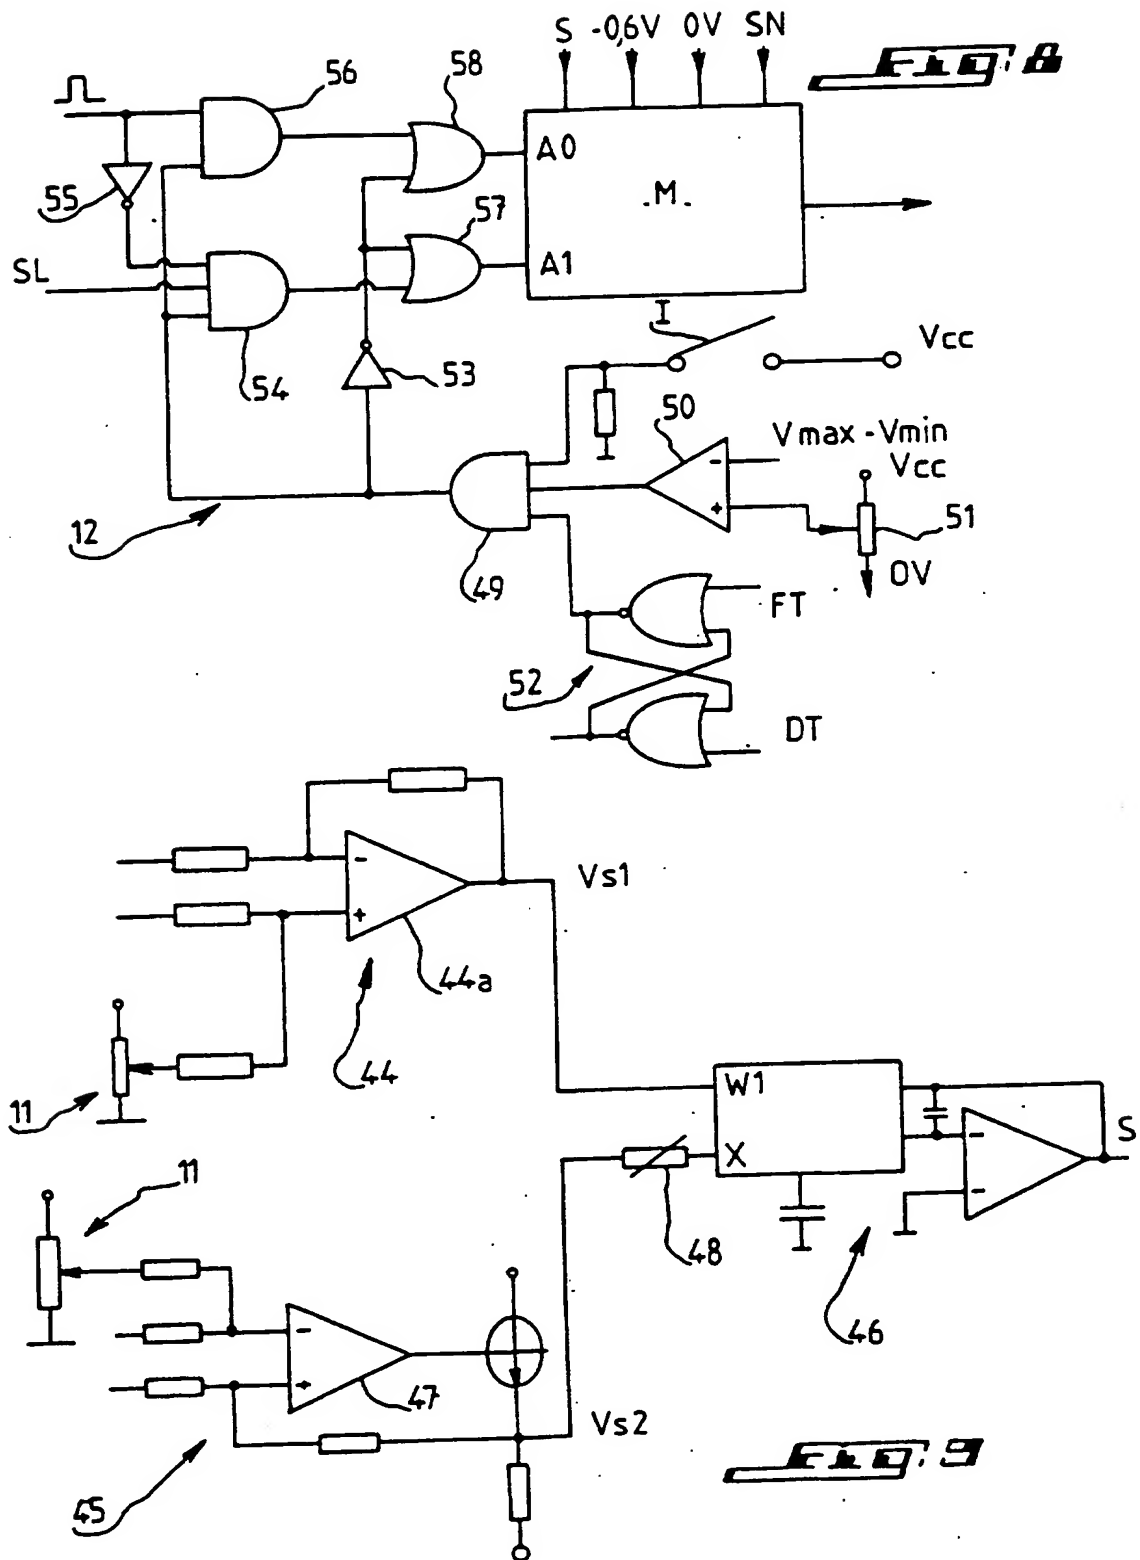 S -0,6V 0V SN
Fig. 8
56
58
A0
55
.M.
57
SL
A1
I
Vcc
54
53
50
Vmax -Vmin
Vcc
-
+
51
12
49
0V
FT
52
DT
-
Vs1
+
44a
44
11
W1
-
S
X
11
-
48
46
-
+
47
Vs2
45
Fig. 9